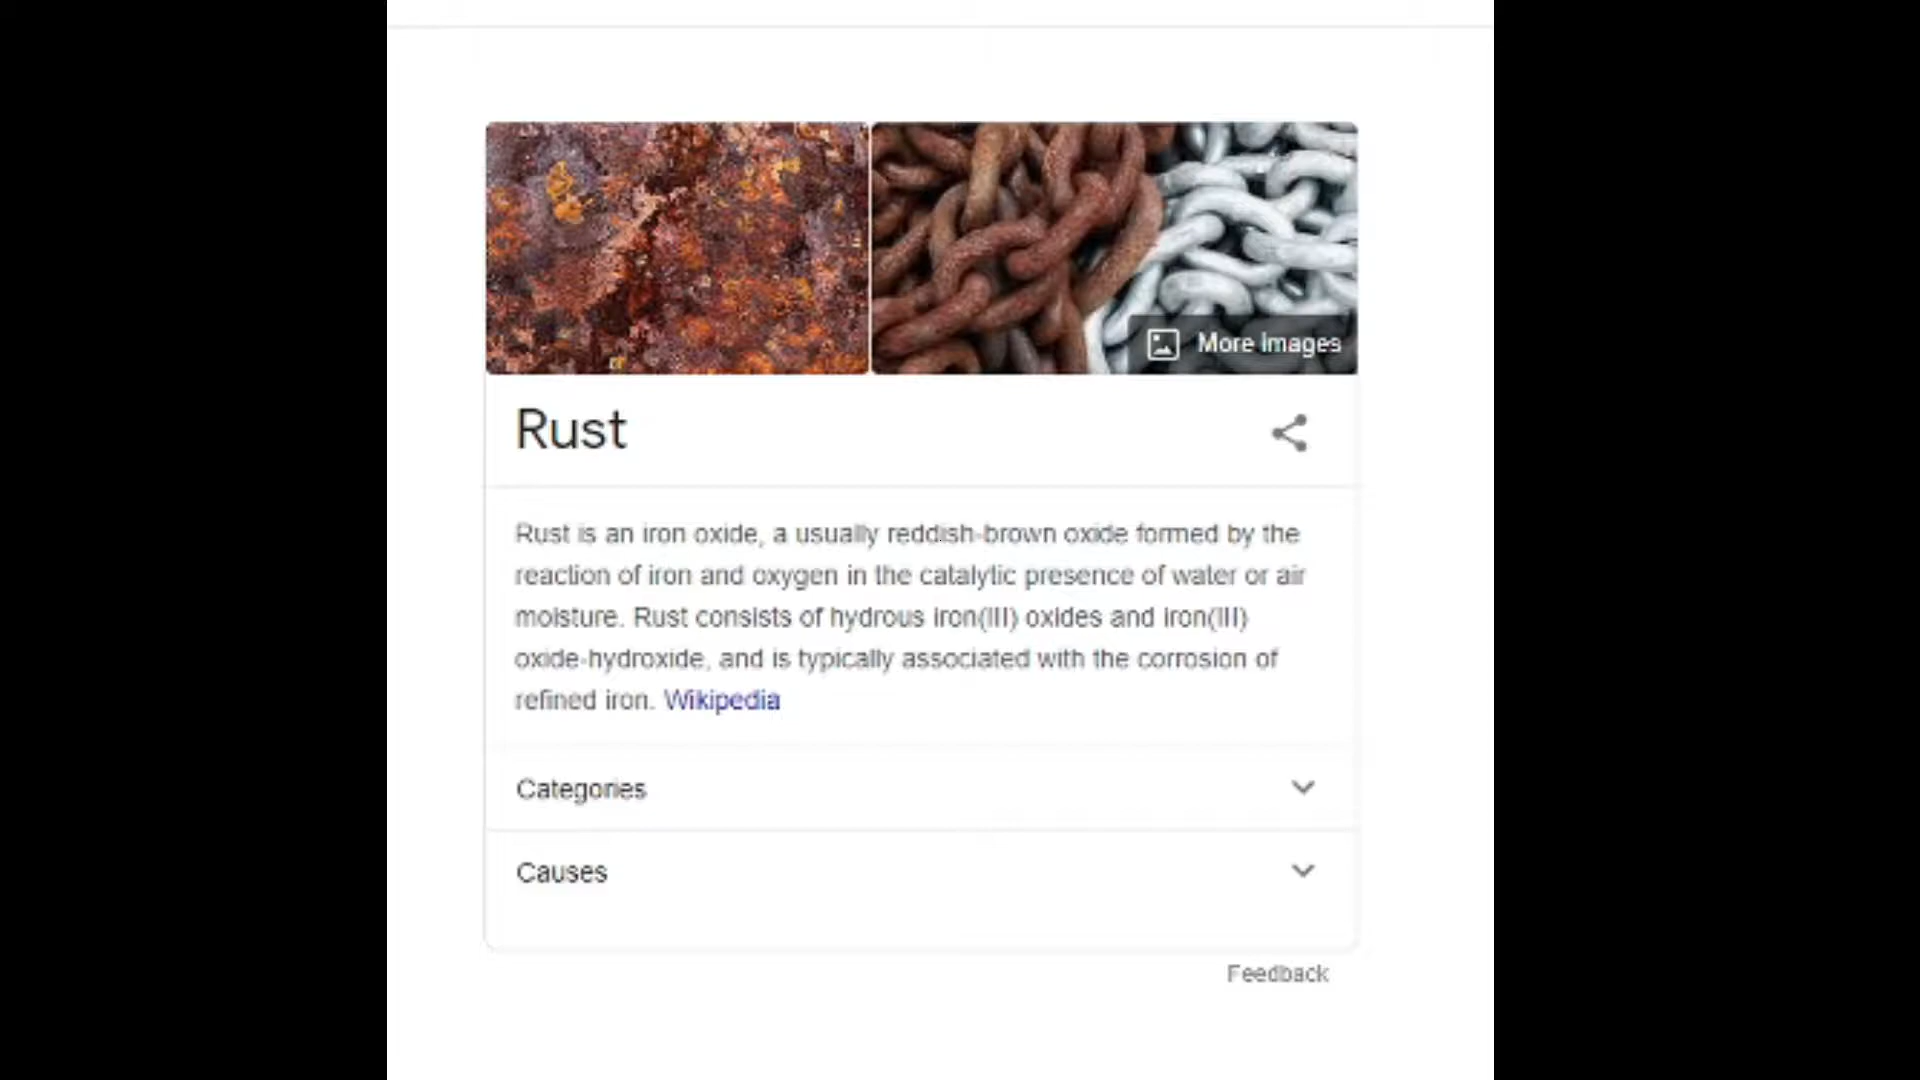 More images
Rust
Rust is an iron oxide, a usually reddish-brown oxide formed by the
reaction of iron and oxygen in the catalytic presence of water or air
moisture. Rust consists of hydrous iron(III) oxides and iron(III)
oxide-hydroxide, and is typically associated with the corrosion of
refined iron. Wikipedia
Categories
Causes
Feedback